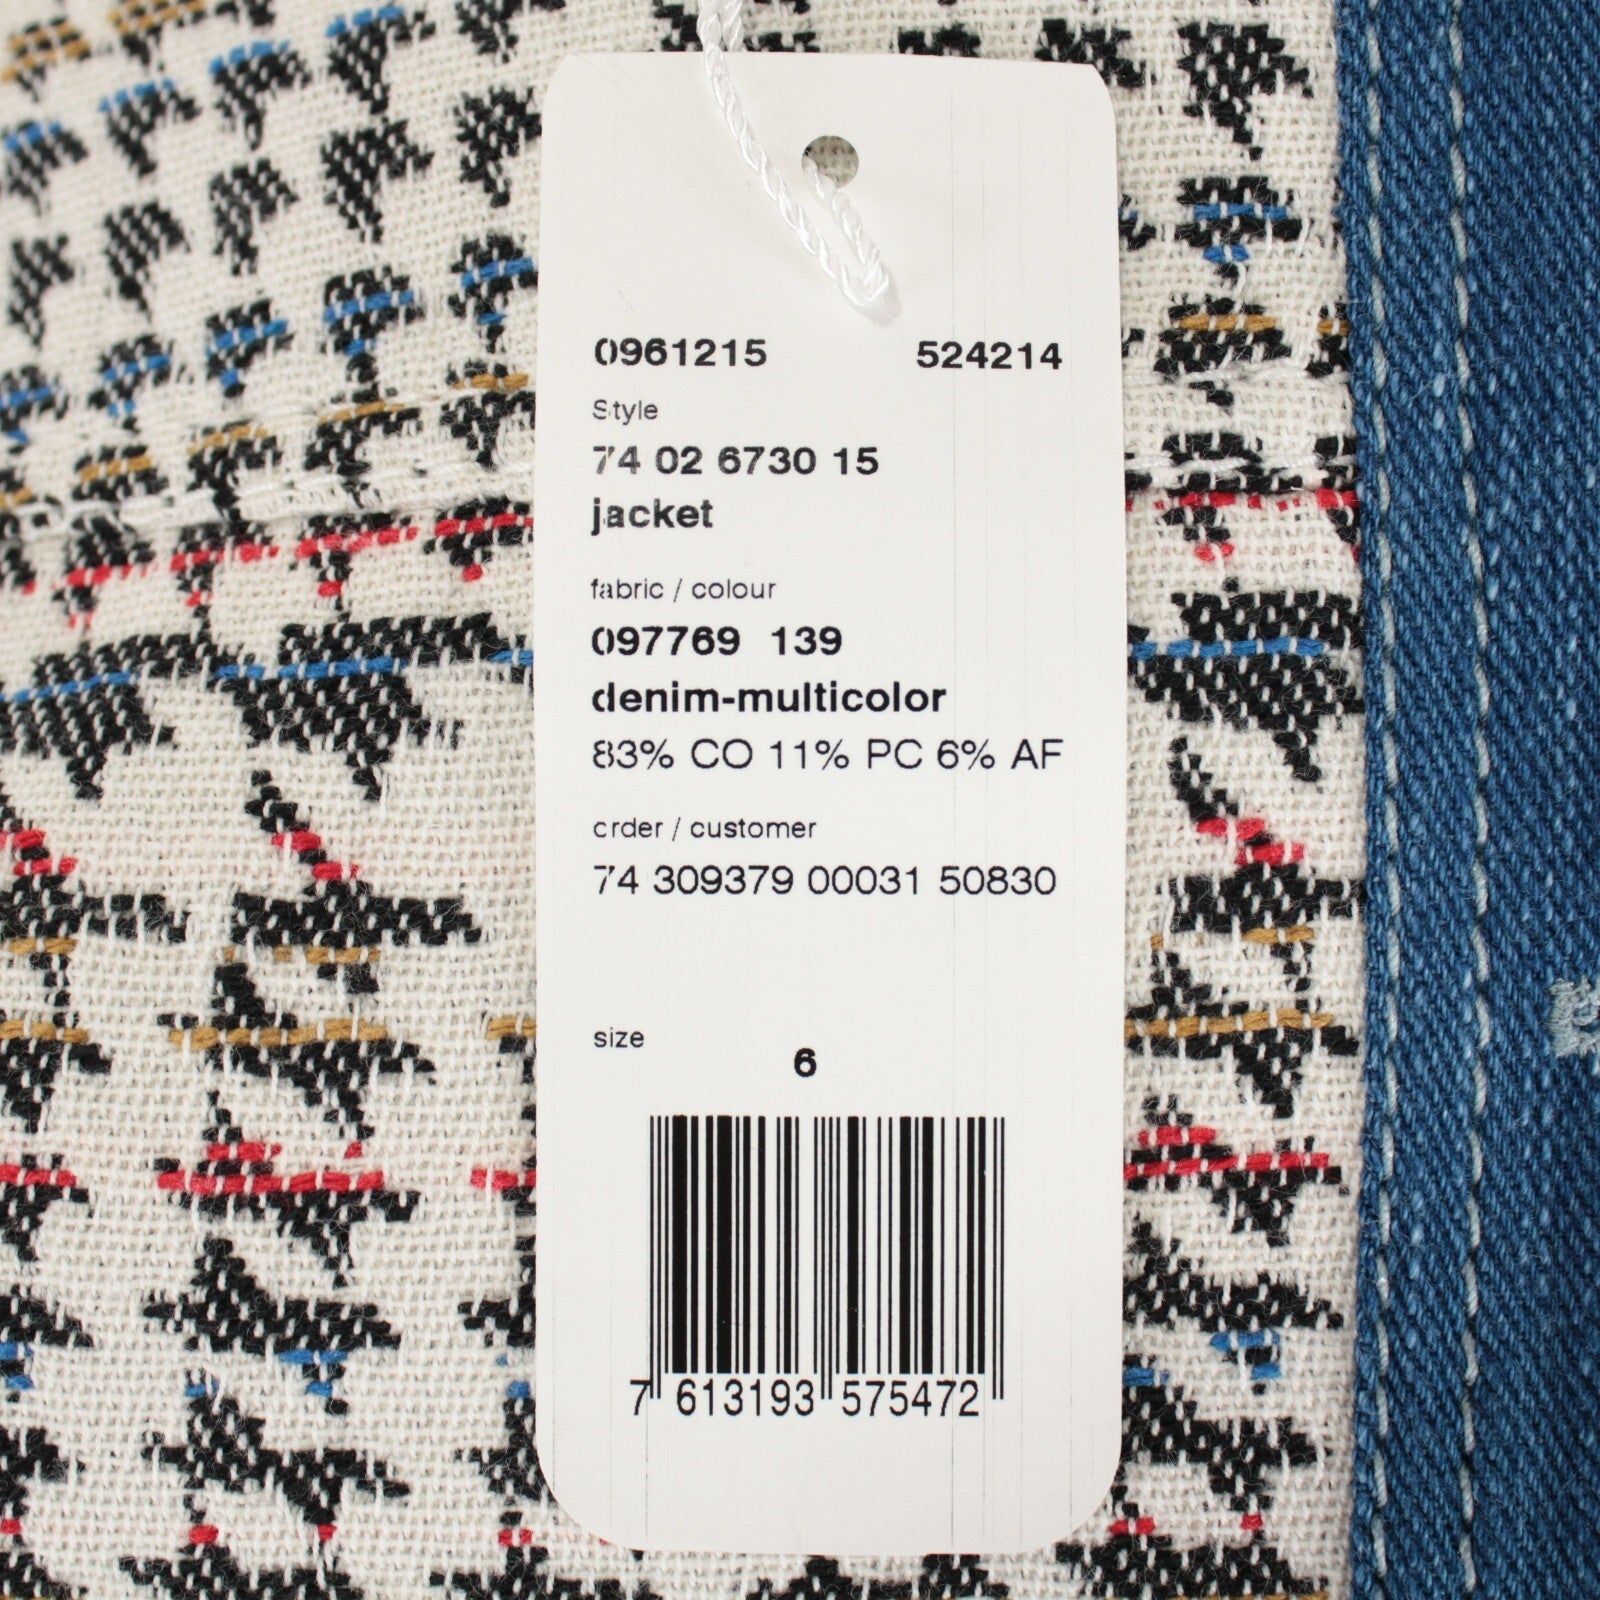 0961215 524214
Style
74 02 6730 15
jacket
fabric / colour
097769 139
denim-multicolor
83% CO 11% PC 6% AF
order / customer
74 309379 00031 50830
size
6
7 613193 575472